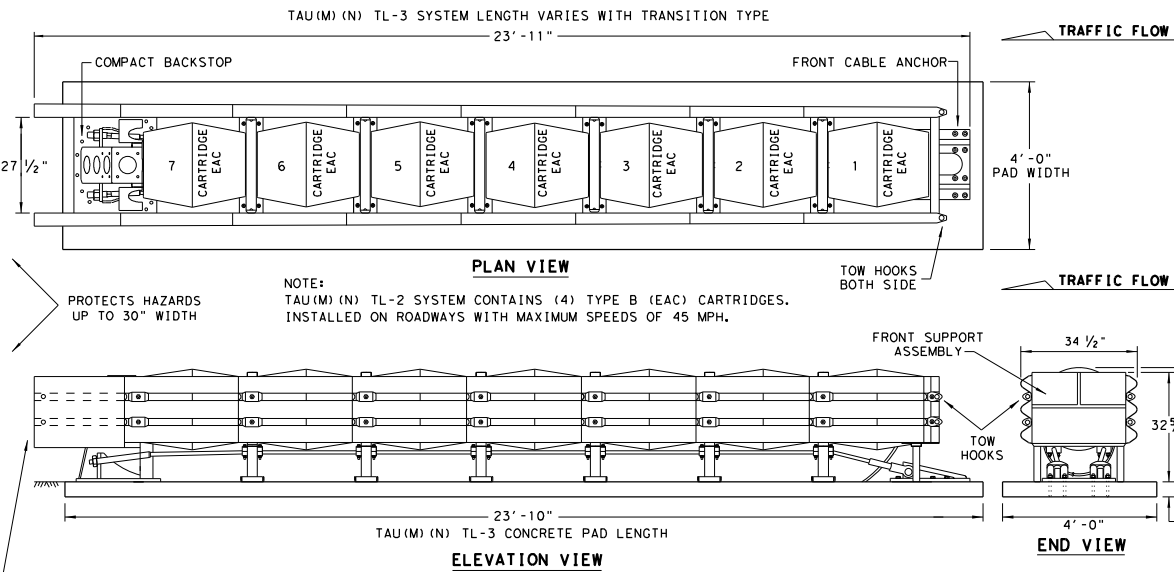 TAU(M) (N) TL-3 SYSTEM LENGTH VARIES WITH TRANSITION TYPE
23'-11"
TRAFFIC FLOW
COMPACT BACKSTOP
FRONT CABLE ANCHOR
27 1/2"
7
CARTRIDGE
EAC
6
CARTRIDGE
EAC
5
CARTRIDGE
EAC
4
CARTRIDGE
EAC
3
CARTRIDGE
EAC
2
CARTRIDGE
EAC
1
CARTRIDGE
EAC
4'-0"
PAD WIDTH
PLAN VIEW
TOW HOOKS
BOTH SIDE
NOTE:
TAU(M) (N) TL-2 SYSTEM CONTAINS (4) TYPE B (EAC) CARTRIDGES.
INSTALLED ON ROADWAYS WITH MAXIMUM SPEEDS OF 45 MPH.
PROTECTS HAZARDS
UP TO 30" WIDTH
TRAFFIC FLOW
FRONT SUPPORT
ASSEMBLY
34 1/2"
TOW
HOOKS
32
23'-10"
TAU(M) (N) TL-3 CONCRETE PAD LENGTH
ELEVATION VIEW
4'-0"
END VIEW